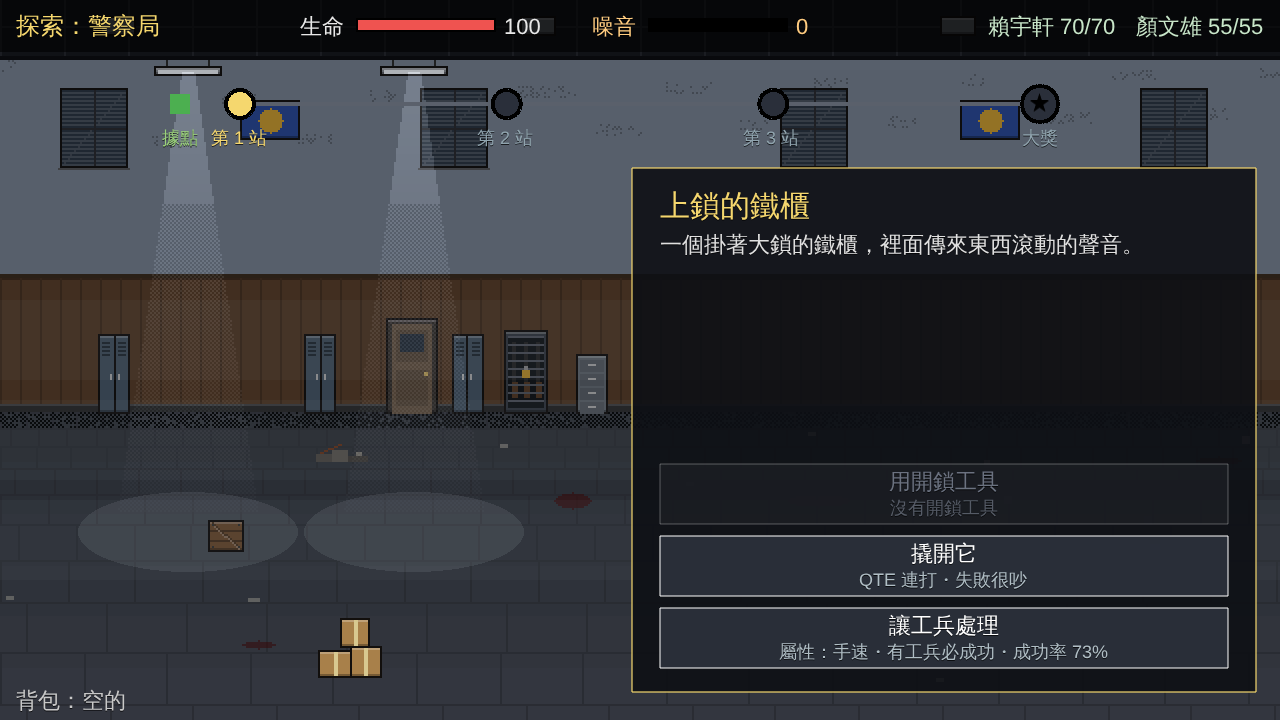 探索：警察局
生命 100
噪音 0
賴宇軒 70/70 顏文雄 55/55
據點 第 1 站 第 2 站 第 3 站 大獎
上鎖的鐵櫃
一個掛著大鎖的鐵櫃，裡面傳來東西滾動的聲音。
用開鎖工具
沒有開鎖工具
撬開它
QTE 連打・失敗很吵
讓工兵處理
屬性：手速・有工兵必成功・成功率 73%
背包：空的